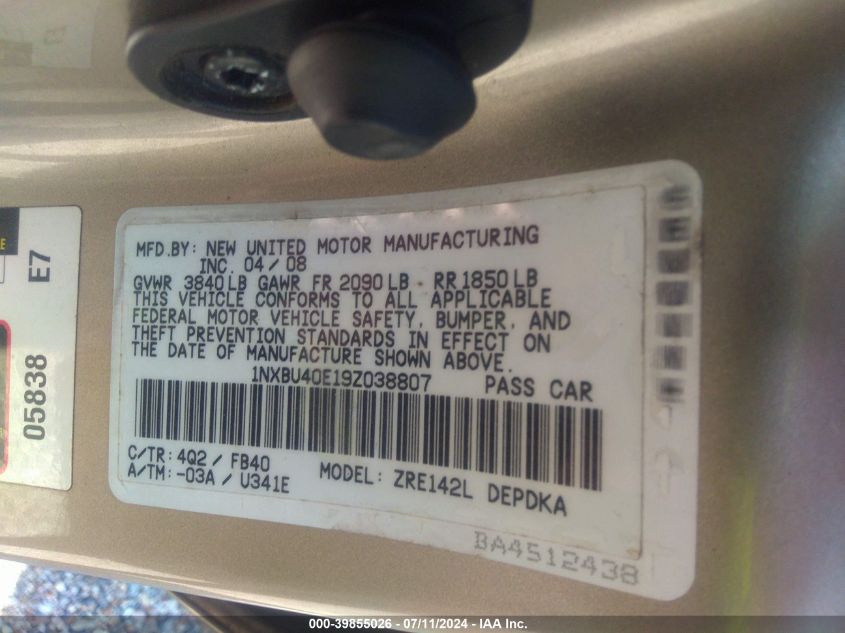 MFD.BY: NEW UNITED MOTOR MANUFACTURING
INC. 04/08
GVWR 3840LB GAWR FR 2090LB RR1850LB
THIS VEHICLE CONFORMS TO ALL APPLICABLE
FEDERAL MOTOR VEHICLE SAFETY, BUMPER, AND
THEFT PREVENTION STANDARDS IN EFFECT ON
THE DATE OF MANUFACTURE SHOWN ABOVE.
1NXBU40E19Z038807 PASS CAR
C/TR: 4Q2 / FB40
A/TM: -03A / U341E
MODEL: ZRE142L DEPDKA
BA4512438
E7
05838
000-39855026 - 07/11/2024 - IAA Inc.